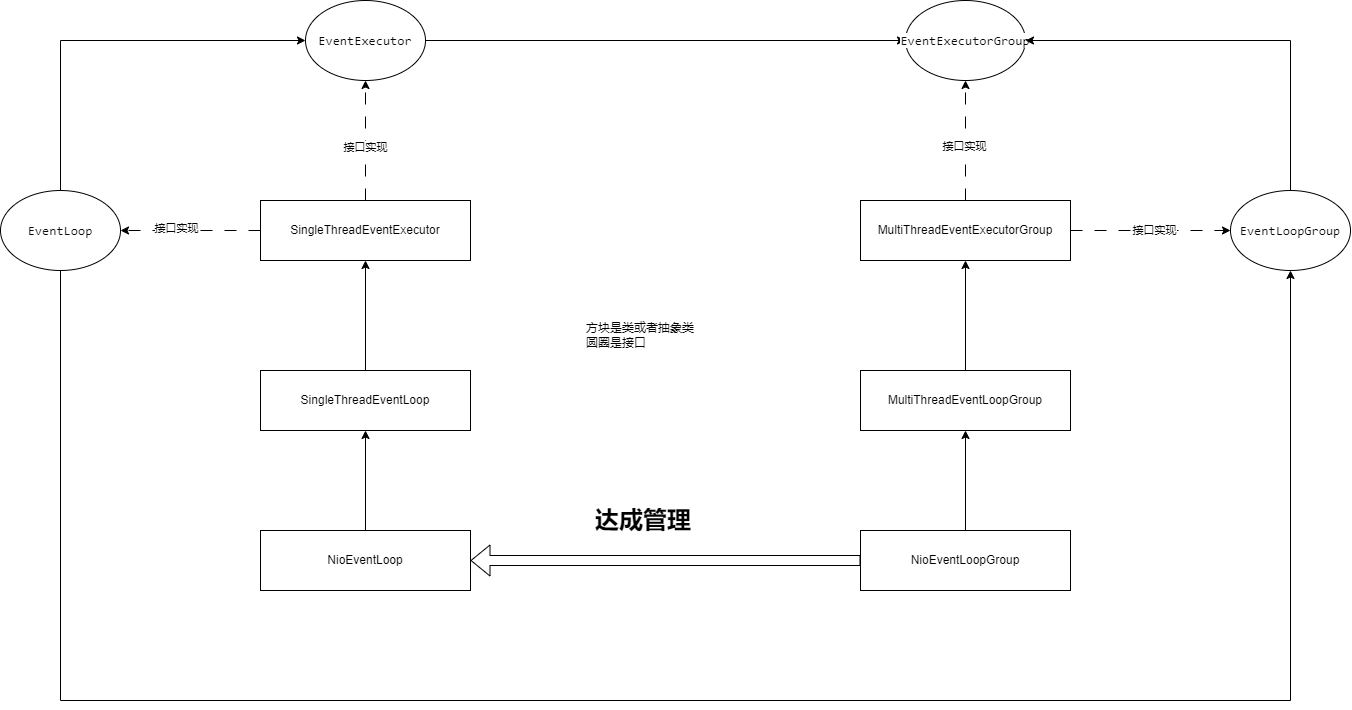 EventExecutor
EventExecutorGroup
接口实现
接口实现
EventLoop
接口实现
SingleThreadEventExecutor
MultiThreadEventExecutorGroup
接口实现
EventLoopGroup
方块是类或者抽象类
圆圈是接口
SingleThreadEventLoop
MultiThreadEventLoopGroup
达成管理
NioEventLoop
NioEventLoopGroup